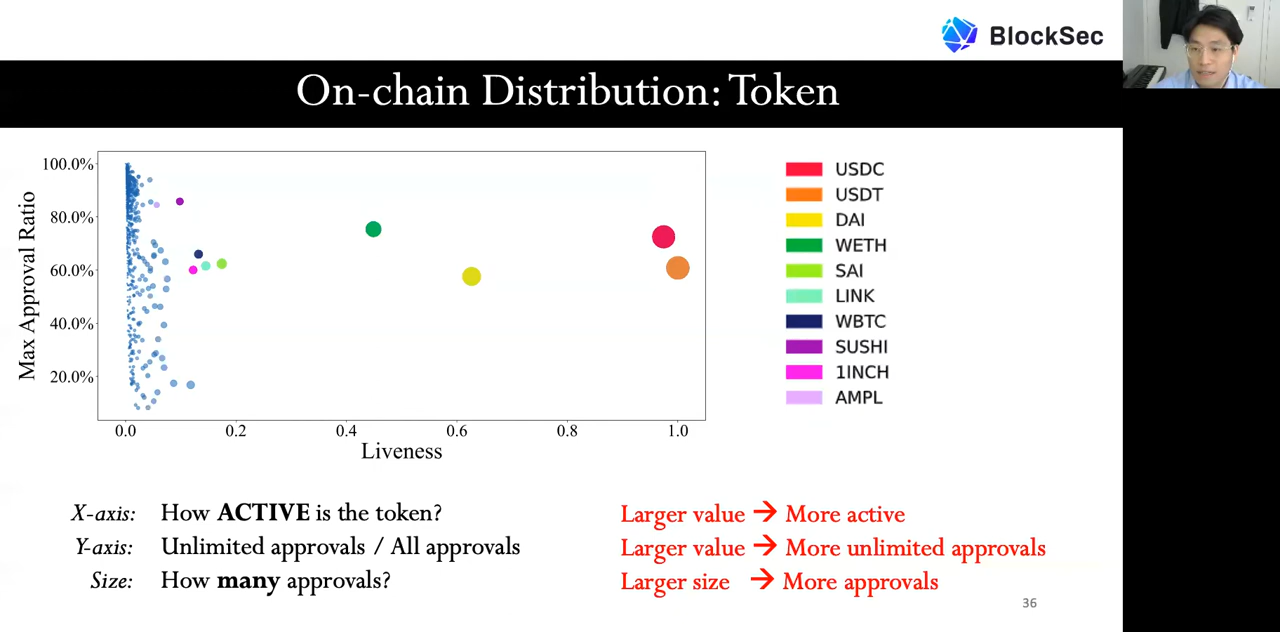 BlockSec
On-chain Distribution: Token
Max Approval Ratio
100.0%
80.0%
60.0%
40.0%
20.0%
0.0 0.2 0.4 0.6 0.8 1.0
Liveness
USDC
USDT
DAI
WETH
SAI
LINK
WBTC
SUSHI
1INCH
AMPL
X-axis: How ACTIVE is the token? Larger value → More active
Y-axis: Unlimited approvals / All approvals Larger value → More unlimited approvals
Size: How many approvals? Larger size → More approvals
36